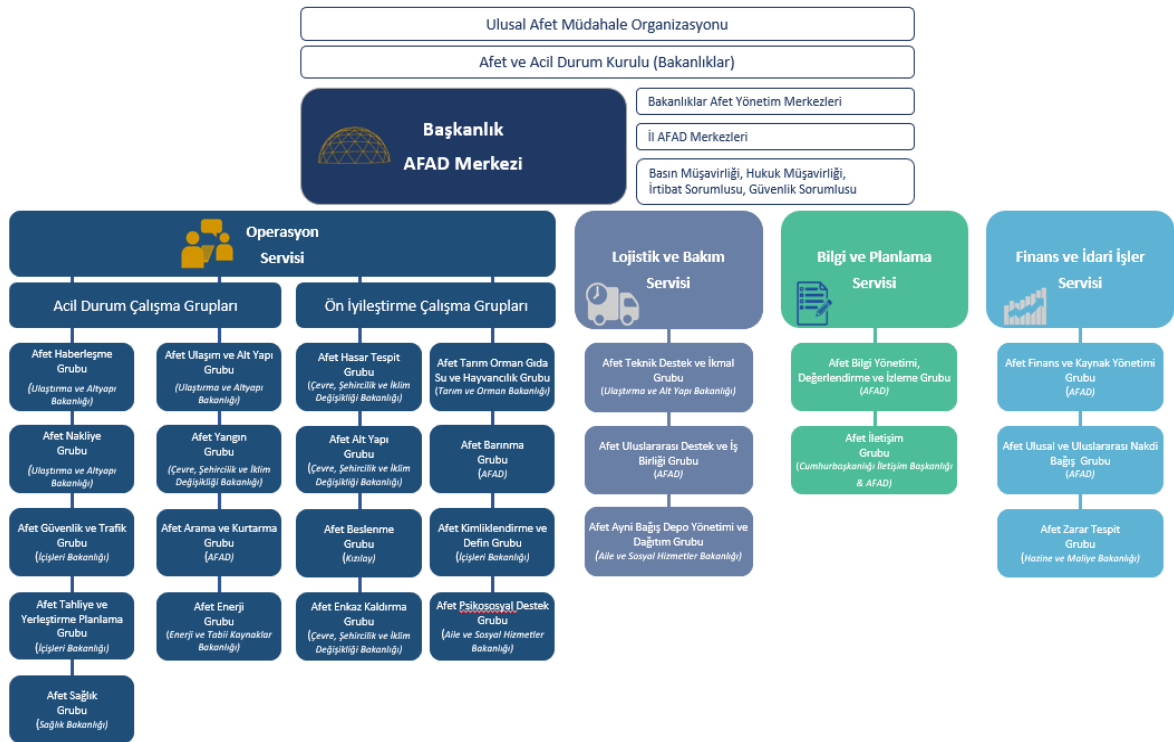 Ulusal Afet Müdahale Organizasyonu
Afet ve Acil Durum Kurulu (Bakanlıklar)
Başkanlık
AFAD Merkezi
Bakanlıklar Afet Yönetim Merkezleri
İl AFAD Merkezleri
Basın Müşavirliği, Hukuk Müşavirliği,
İrtibat Sorumlusu, Güvenlik Sorumlusu
Operasyon
Servisi
Acil Durum Çalışma Grupları
Afet Haberleşme
Grubu
(Ulaştırma ve Altyapı
Bakanlığı)
Afet Nakliye
Grubu
(Ulaştırma ve Altyapı
Bakanlığı)
Afet Güvenlik ve Trafik
Grubu
(İçişleri Bakanlığı)
Afet Tahliye ve
Yerleştirme Planlama
Grubu
(İçişleri Bakanlığı)
Afet Sağlık
Grubu
(Sağlık Bakanlığı)
Afet Ulaşım ve Alt Yapı
Grubu
(Ulaştırma ve Altyapı
Bakanlığı)
Afet Yangın
Grubu
(Çevre, Şehircilik ve İklim
Değişikliği Bakanlığı)
Afet Arama ve Kurtarma
Grubu
(AFAD)
Afet Enerji
Grubu
(Enerji ve Tabii Kaynaklar
Bakanlığı)
Ön İyileştirme Çalışma Grupları
Afet Hasar Tespit
Grubu
(Çevre, Şehircilik ve İklim
Değişikliği Bakanlığı)
Afet Alt Yapı
Grubu
(Çevre, Şehircilik ve İklim
Değişikliği Bakanlığı)
Afet Beslenme
Grubu
(Kızılay)
Afet Enkaz Kaldırma
Grubu
(Çevre, Şehircilik ve İklim
Değişikliği Bakanlığı)
Afet Tarım Orman Gıda
Su ve Hayvancılık Grubu
(Tarım ve Orman Bakanlığı)
Afet Barınma
Grubu
(AFAD)
Afet Kimliklendirme ve
Defin Grubu
(İçişleri Bakanlığı)
Afet Psikososyal Destek
Grubu
(Aile ve Sosyal Hizmetler
Bakanlığı)
Lojistik ve Bakım
Servisi
Afet Teknik Destek ve İkmal
Grubu
(Ulaştırma ve Alt Yapı Bakanlığı)
Afet Uluslararası Destek ve İş
Birliği Grubu
(AFAD)
Afet Ayni Bağış Depo Yönetimi ve
Dağıtım Grubu
(Aile ve Sosyal Hizmetler Bakanlığı)
Bilgi ve Planlama
Servisi
Afet Bilgi Yönetimi,
Değerlendirme ve İzleme Grubu
(AFAD)
Afet İletişim
Grubu
(Cumhurbaşkanlığı İletişim Başkanlığı
& AFAD)
Finans ve İdari İşler
Servisi
Afet Finans ve Kaynak Yönetimi
Grubu
(AFAD)
Afet Ulusal ve Uluslararası Nakdi
Bağış Grubu
(AFAD)
Afet Zarar Tespit
Grubu
(Hazine ve Maliye Bakanlığı)